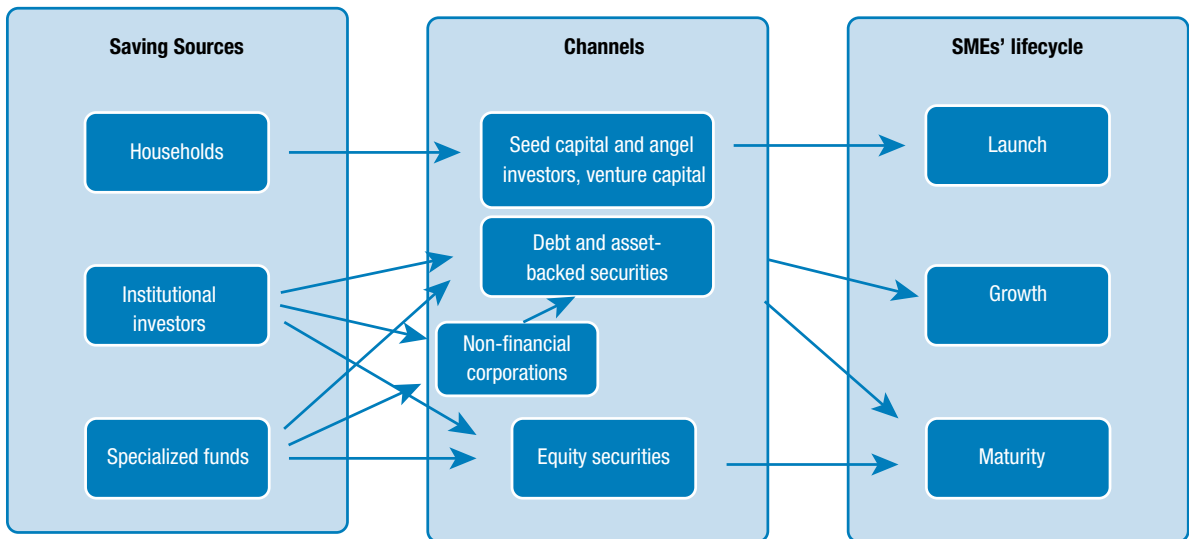 Saving Sources
Households
Institutional
investors
Specialized funds
Channels
Seed capital and angel
investors, venture capital
Debt and asset-
backed securities
Non-financial
corporations
Equity securities
SMEs’ lifecycle
Launch
Growth
Maturity